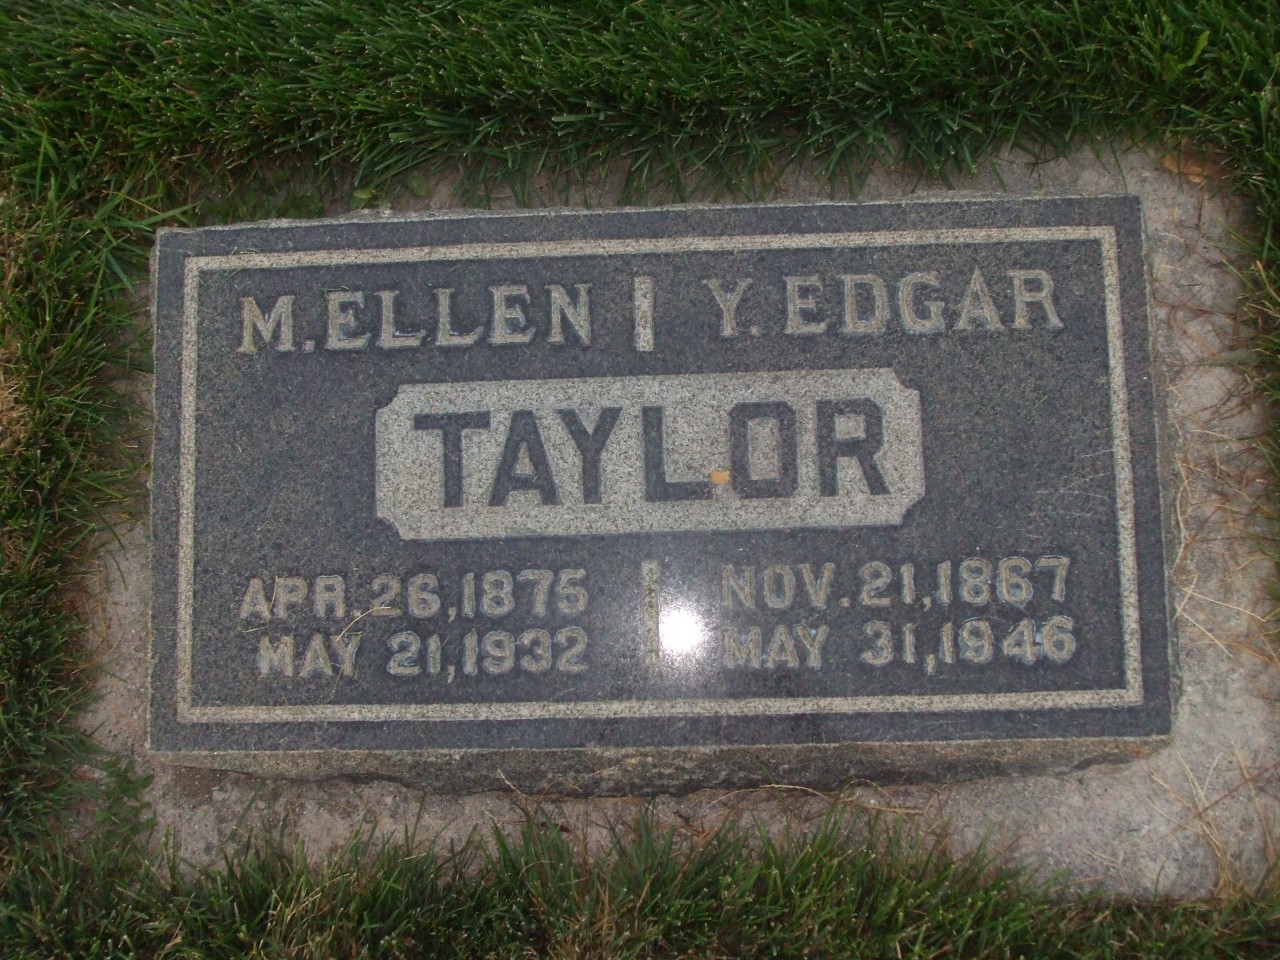 M. ELLEN Y. EDGAR
TAYLOR
APR. 26, 1875 NOV. 21, 1867
MAY 21, 1932 MAY 31, 1946